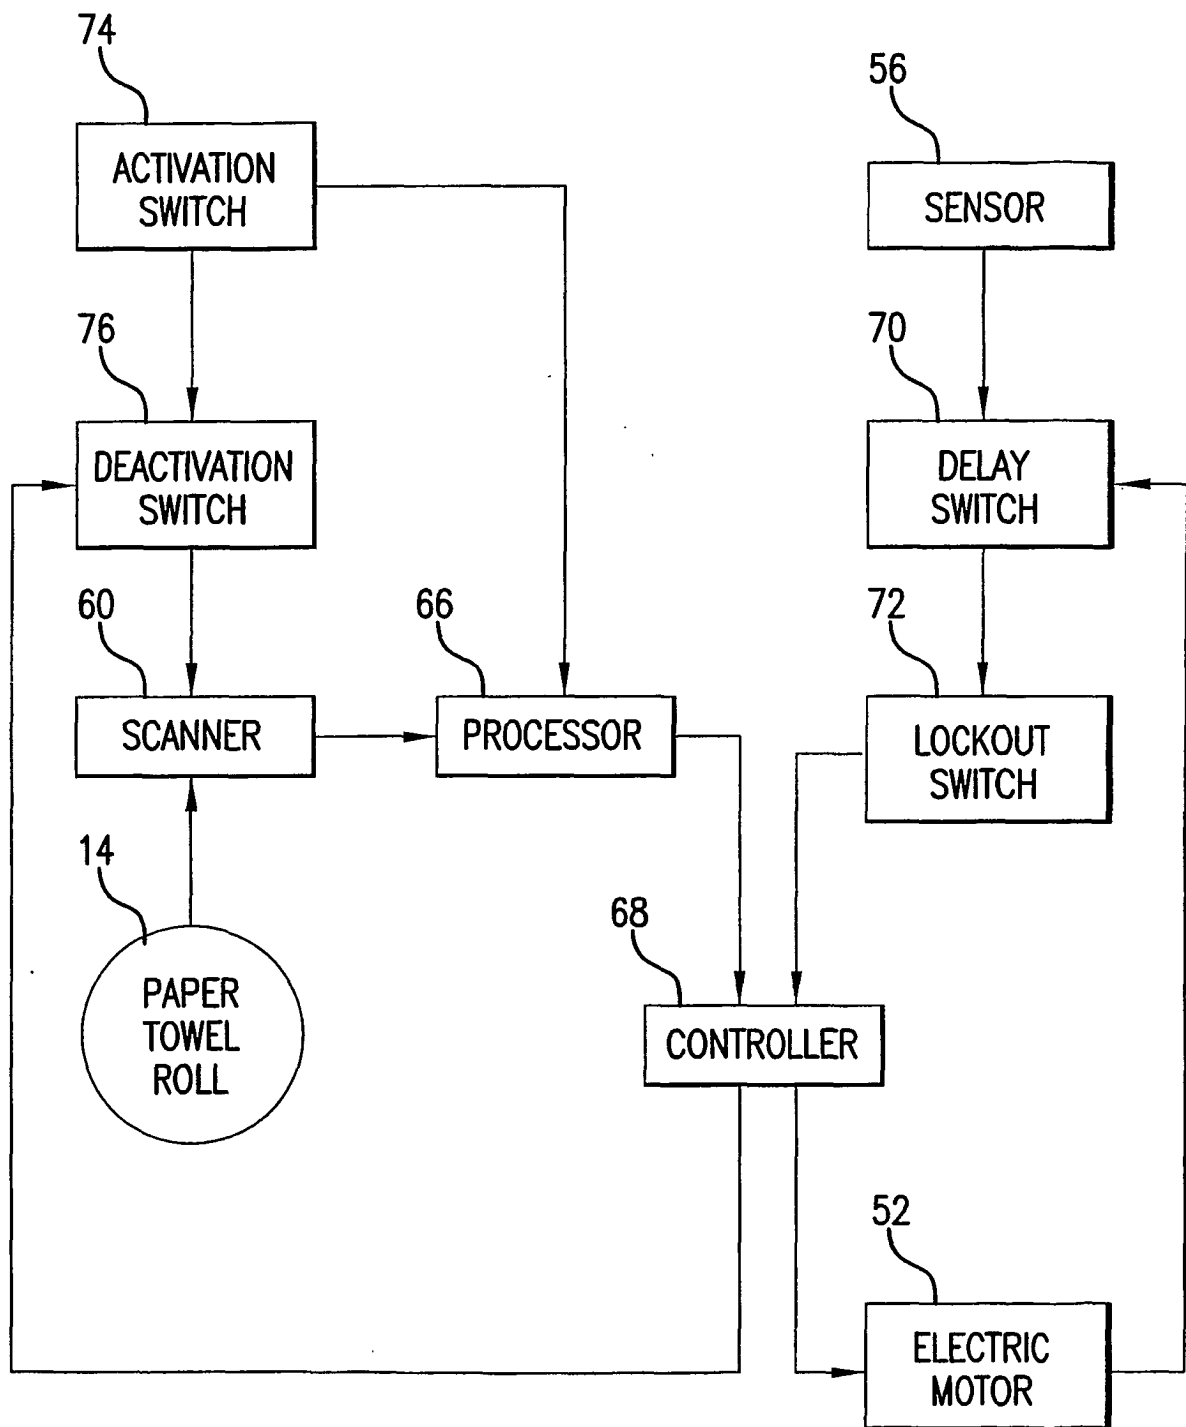 74
56
ACTIVATION
SWITCH
SENSOR
76
70
DEACTIVATION
SWITCH
DELAY
SWITCH
60
66
72
SCANNER
PROCESSOR
LOCKOUT
SWITCH
14
68
PAPER
TOWEL
ROLL
CONTROLLER
52
ELECTRIC
MOTOR